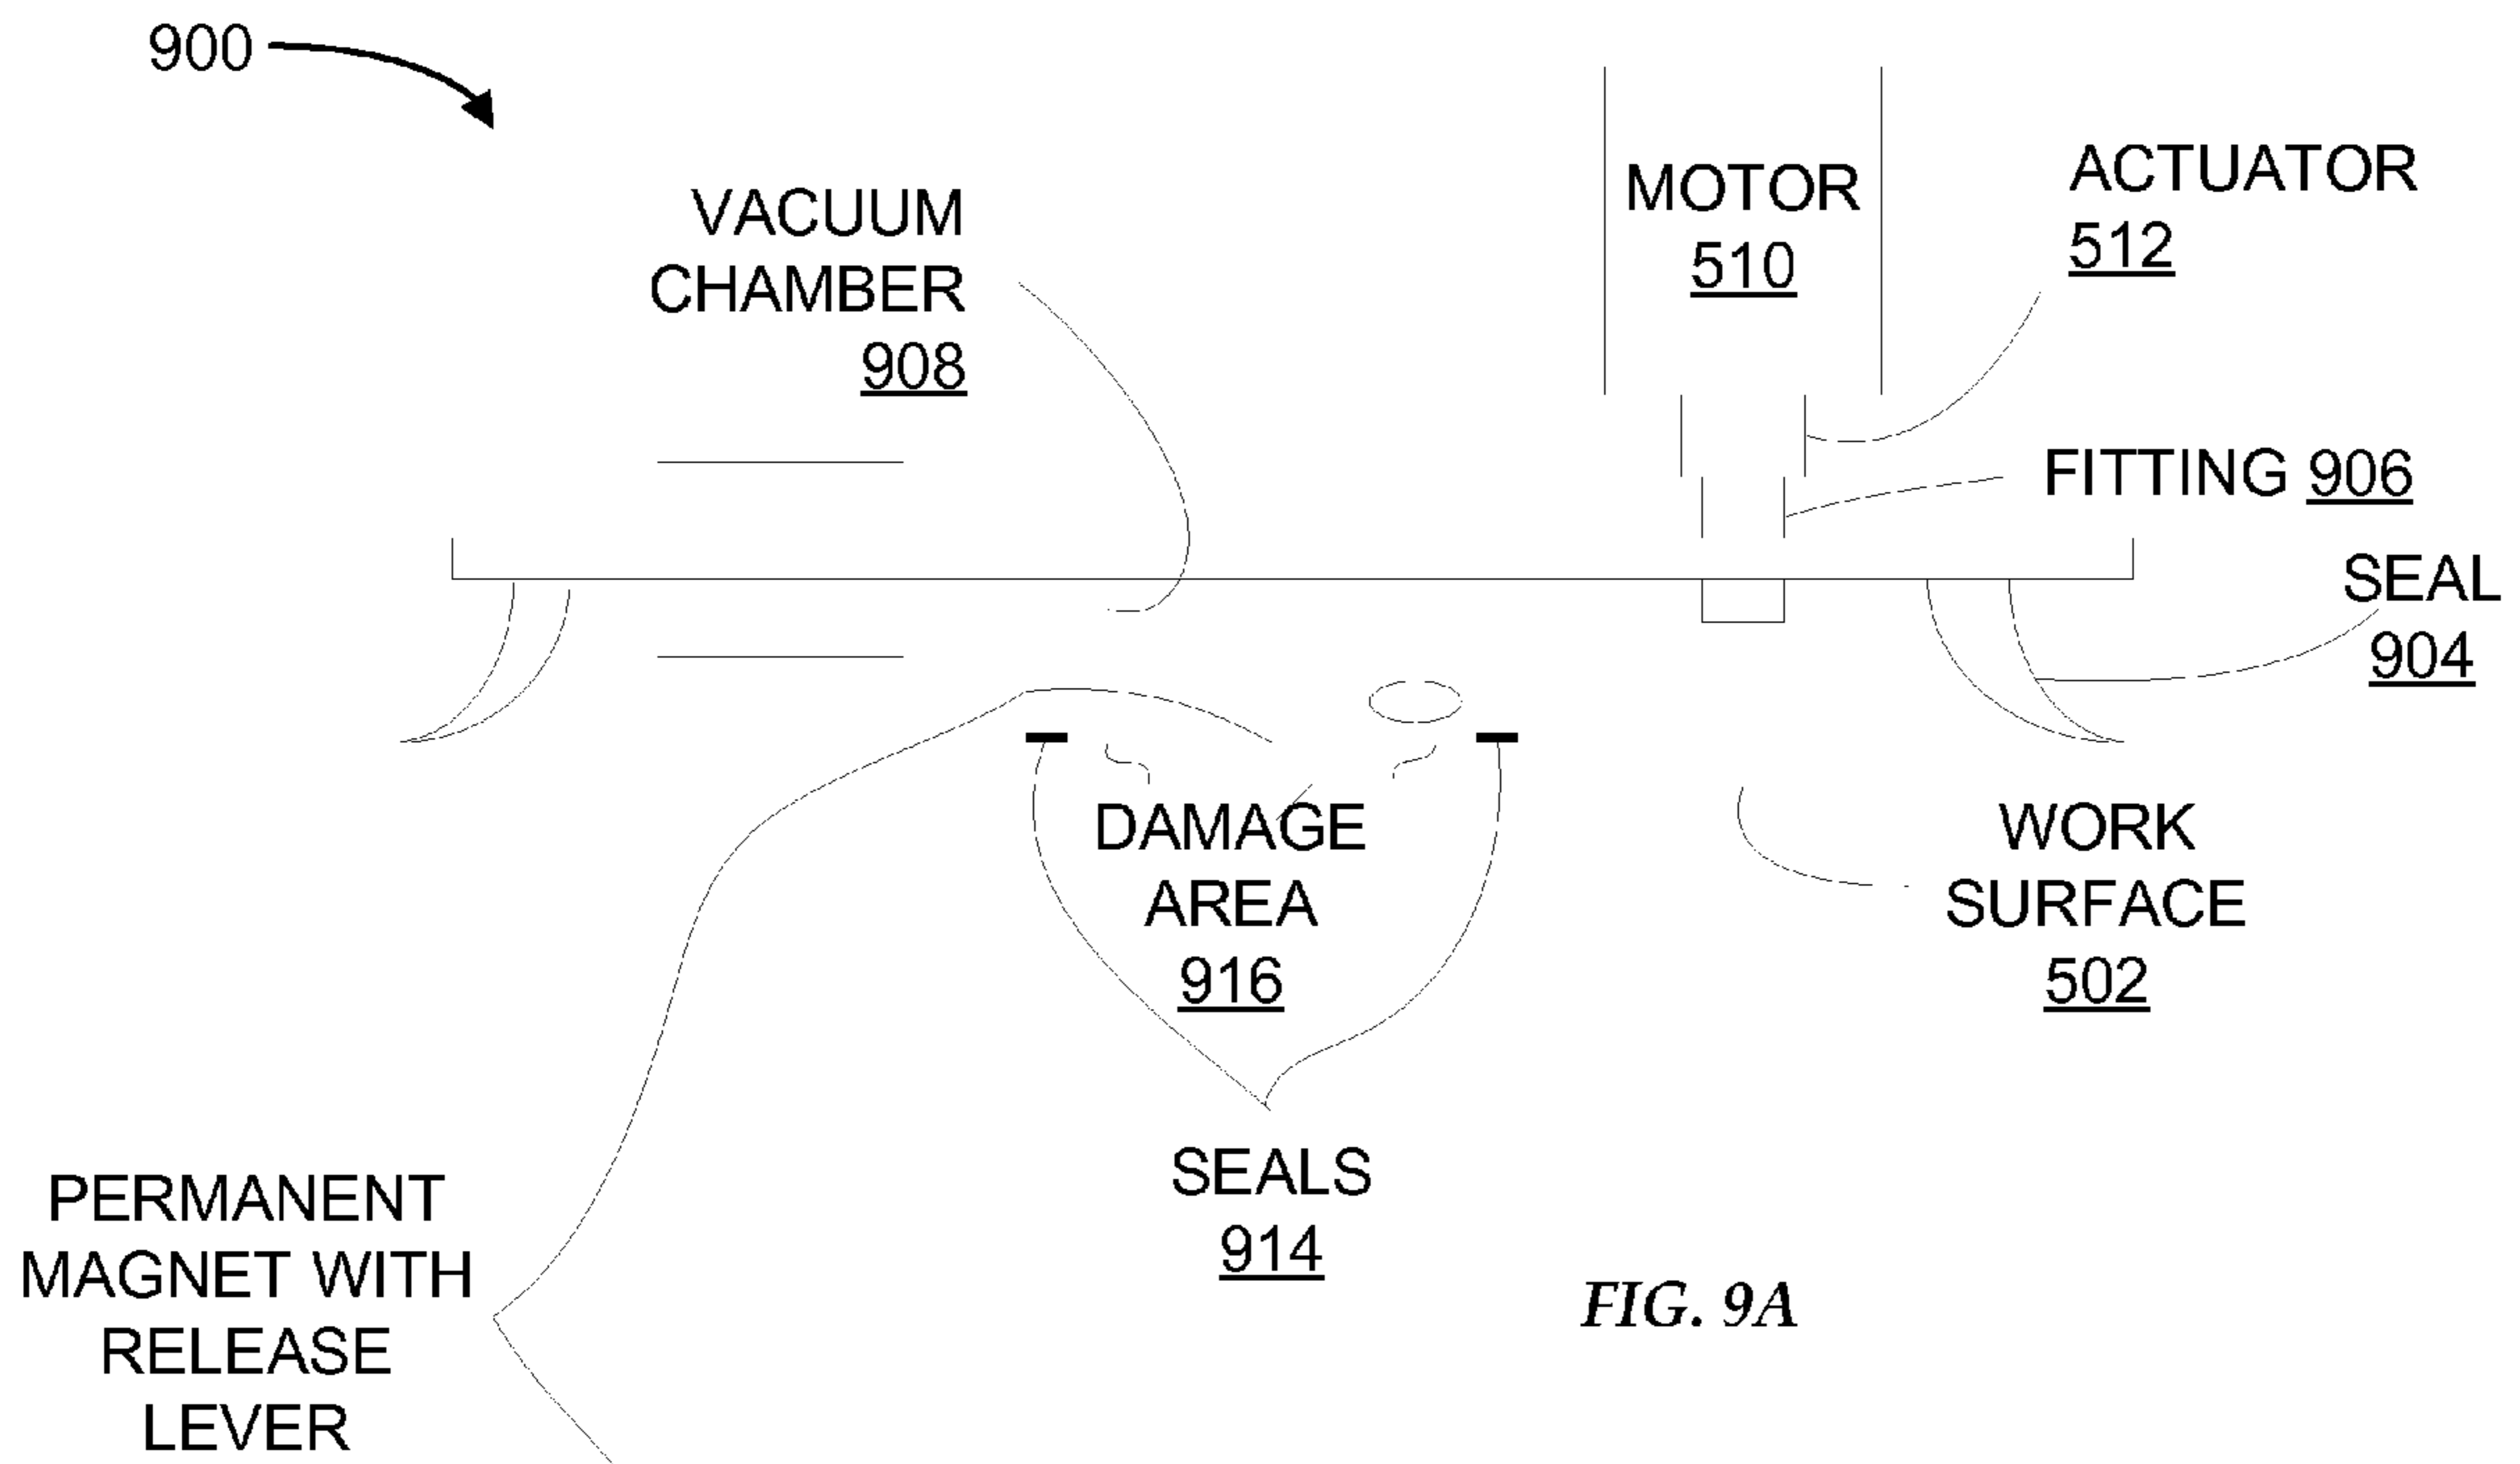 900
VACUUM
CHAMBER
908
MOTOR
510
ACTUATOR
512
FITTING 906
SEAL
904
DAMAGE
AREA
916
WORK
SURFACE
502
SEALS
914
PERMANENT
MAGNET WITH
RELEASE
LEVER
FIG. 9A